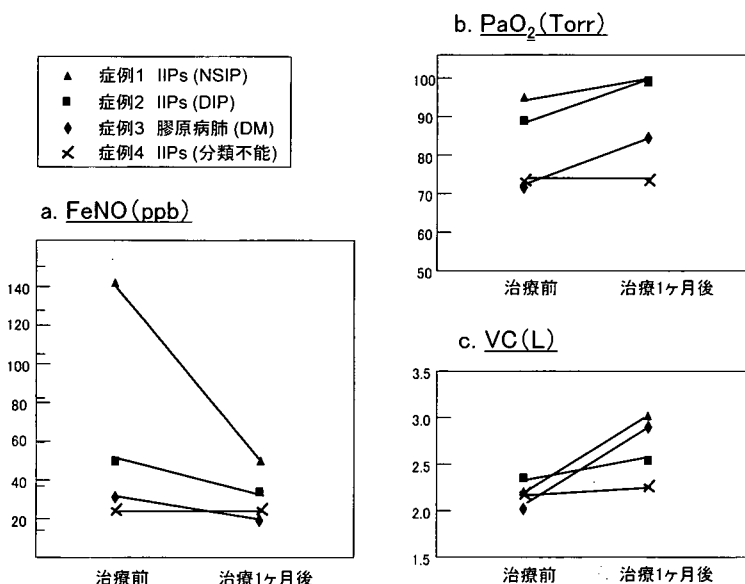 ▲ 症例1 IIPs (NSIP)
■ 症例2 IIPs (DIP)
◆ 症例3 膠原病肺 (DM)
× 症例4 IIPs (分類不能)
a. FeNO(ppb)
140
120
100
80
60
40
20
治療前 治療1ヶ月後
b. PaO2(Torr)
100
90
80
70
60
50
治療前 治療1ヶ月後
c. VC(L)
3.5
3.0
2.5
2.0
1.5
治療前 治療1ヶ月後